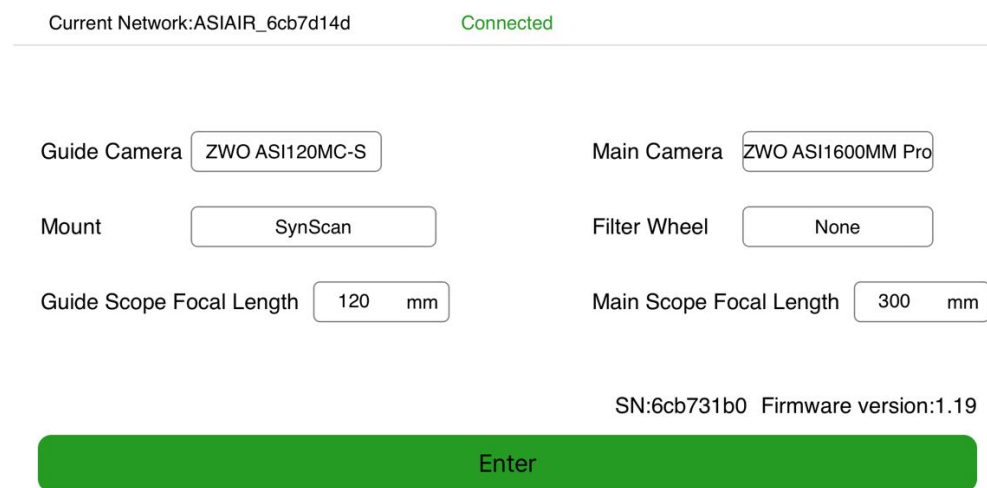 Current Network:ASIAIR_6cb7d14d Connected
Guide Camera ZWO ASI120MC-S Main Camera ZWO ASI1600MM Pro
Mount SynScan Filter Wheel None
Guide Scope Focal Length 120 mm Main Scope Focal Length 300 mm
SN:6cb731b0 Firmware version:1.19
Enter